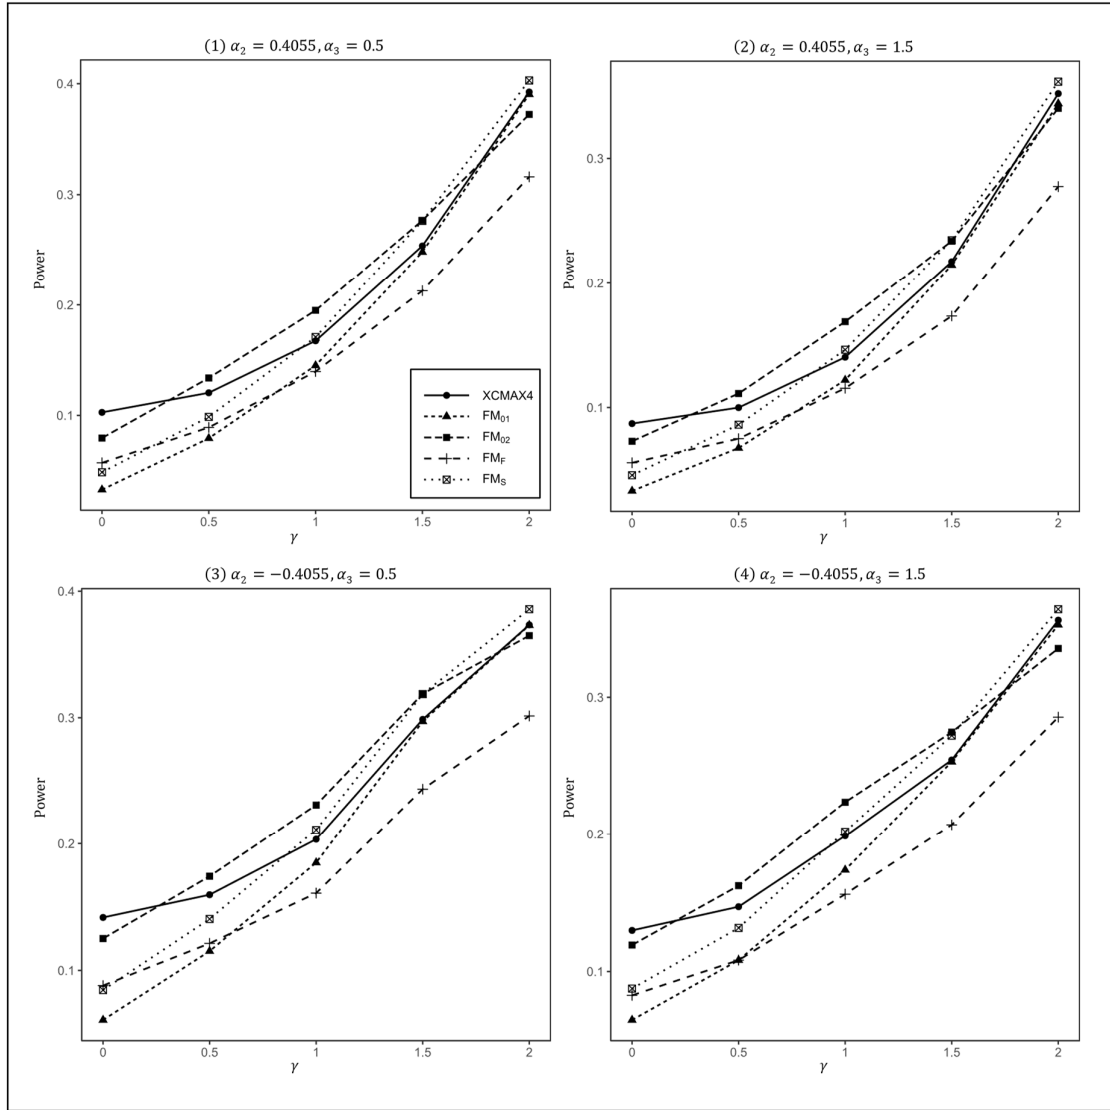 (1) α₂ = 0.4055, α₃ = 0.5
0.4
0.3
0.2
0.1
Power
0
0.5
1
1.5
2
γ
XCMAX4
FM₀₁
FM₀₂
FM_F
FM_S
(2) α₂ = 0.4055, α₃ = 1.5
0.3
0.2
0.1
Power
0
0.5
1
1.5
2
γ
(3) α₂ = −0.4055, α₃ = 0.5
0.4
0.3
0.2
0.1
Power
0
0.5
1
1.5
2
γ
(4) α₂ = −0.4055, α₃ = 1.5
0.3
0.2
0.1
Power
0
0.5
1
1.5
2
γ